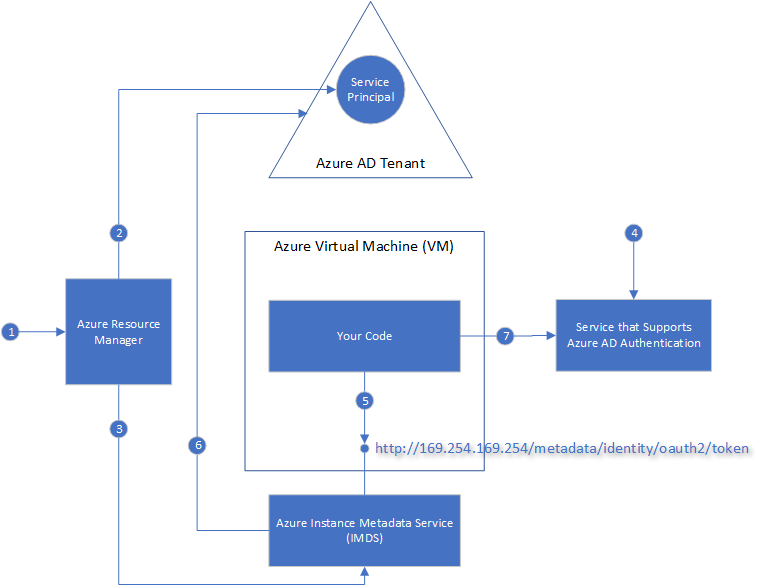 Service
Principal
Azure AD Tenant
2
4
Azure Virtual Machine (VM)
1
Azure Resource
Manager
Your Code
7
Service that Supports
Azure AD Authentication
5
3
6
http://169.254.169.254/metadata/identity/oauth2/token
Azure Instance Metadata Service
(IMDS)